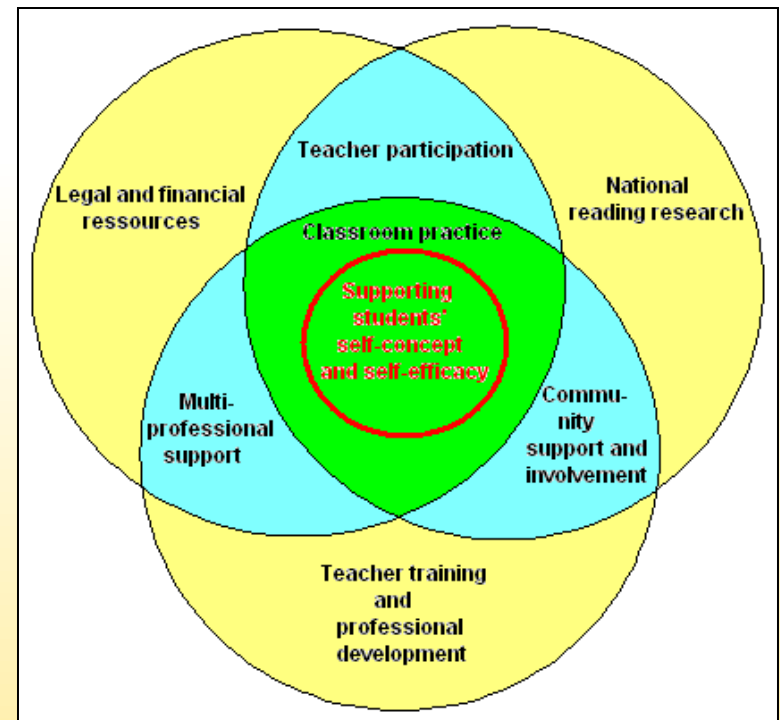 Teacher participation
Legal and financial
ressources
National
reading research
Classroom practice
Supporting
students'
self-concept
and self-efficacy
Multi-
professional
support
Commu-
nity
support and
involvement
Teacher training
and
professional
development